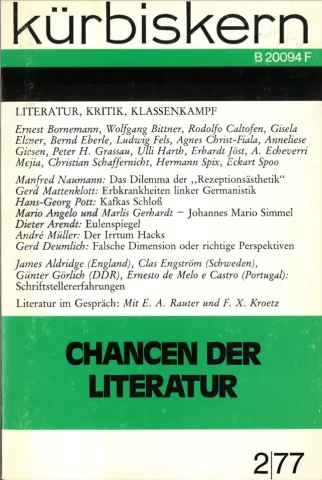 kürbiskern
B 20094 F
LITERATUR, KRITIK, KLASSENKAMPF
Ernest Bornemann, Wolfgang Bittner, Rodolfo Caltofen, Gisela
Elsner, Bernd Eberle, Ludwig Fels, Agnes Christ-Fiala, Anneliese
Giesen, Peter H. Grassau, Ulli Harth, Erhardt Jöst, A. Echeverri
Mejia, Christian Schaffernicht, Hermann Spix, Eckart Spoo
Manfred Naumann: Das Dilemma der „Rezeptionsästhetik"
Gerd Mattenklott: Erbkrankheiten linker Germanistik
Hans-Georg Pott: Kafkas Schloß
Mario Angelo und Marlis Gerhardt – Johannes Mario Simmel
Dieter Arendt: Eulenspiegel
André Müller: Der Irrtum Hacks
Gerd Deumlich: Falsche Dimension oder richtige Perspektiven
James Aldridge (England), Clas Engström (Schweden),
Günter Görlich (DDR), Ernesto de Melo e Castro (Portugal):
Schriftstellererfahrungen
Literatur im Gespräch: Mit E. A. Rauter und F. X. Kroetz
CHANCEN DER
LITERATUR
2|77